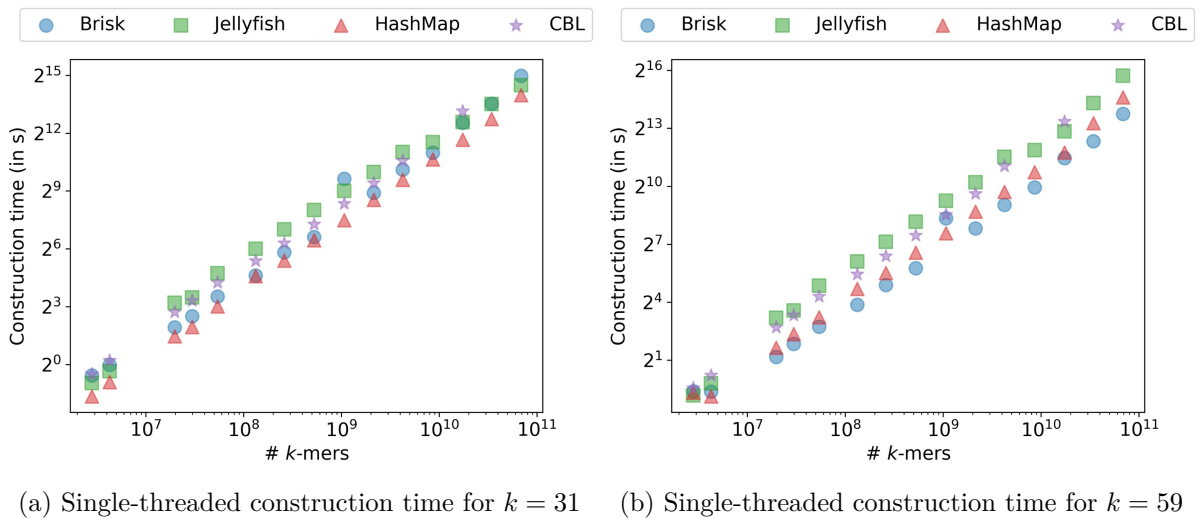 Brisk Jellyfish HashMap CBL
Construction time (in s)
2^15
2^12
2^9
2^6
2^3
2^0
10^7 10^8 10^9 10^10 10^11
# k-mers
(a) Single-threaded construction time for k = 31
Brisk Jellyfish HashMap CBL
Construction time (in s)
2^16
2^13
2^10
2^7
2^4
2^1
10^7 10^8 10^9 10^10 10^11
# k-mers
(b) Single-threaded construction time for k = 59